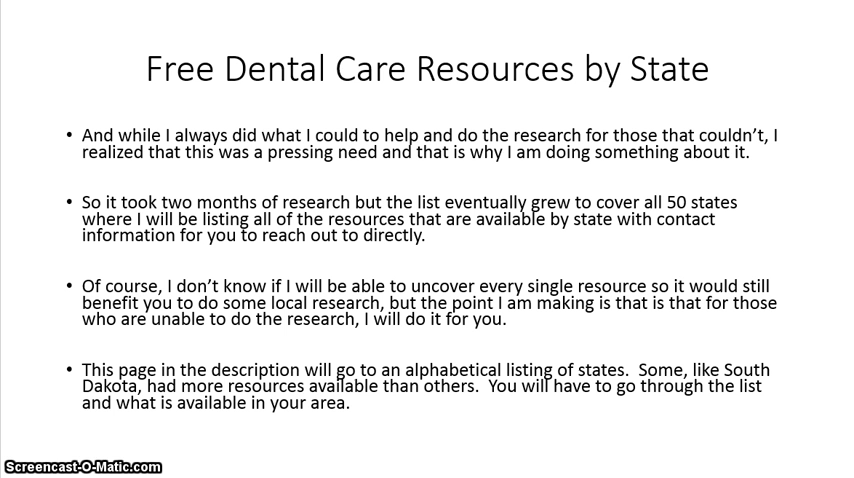 Free Dental Care Resources by State
• And while I always did what I could to help and do the research for those that couldn't, I
realized that this was a pressing need and that is why I am doing something about it.
• So it took two months of research but the list eventually grew to cover all 50 states
where I will be listing all of the resources that are available by state with contact
information for you to reach out to directly.
• Of course, I don't know if I will be able to uncover every single resource so it would still
benefit you to do some local research, but the point I am making is that is that for those
who are unable to do the research, I will do it for you.
• This page in the description will go to an alphabetical listing of states.  Some, like South
Dakota, had more resources available than others.  You will have to go through the list
and what is available in your area.
Screencast-O-Matic.com